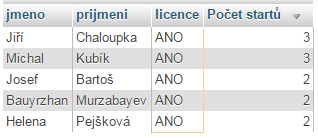 jmeno prijmeni licence Počet startů
Jiří Chaloupka ANO 3
Michal Kubík ANO 3
Josef Bartoš ANO 2
Bauyrzhan Murzabayev ANO 2
Helena Pejšková ANO 2